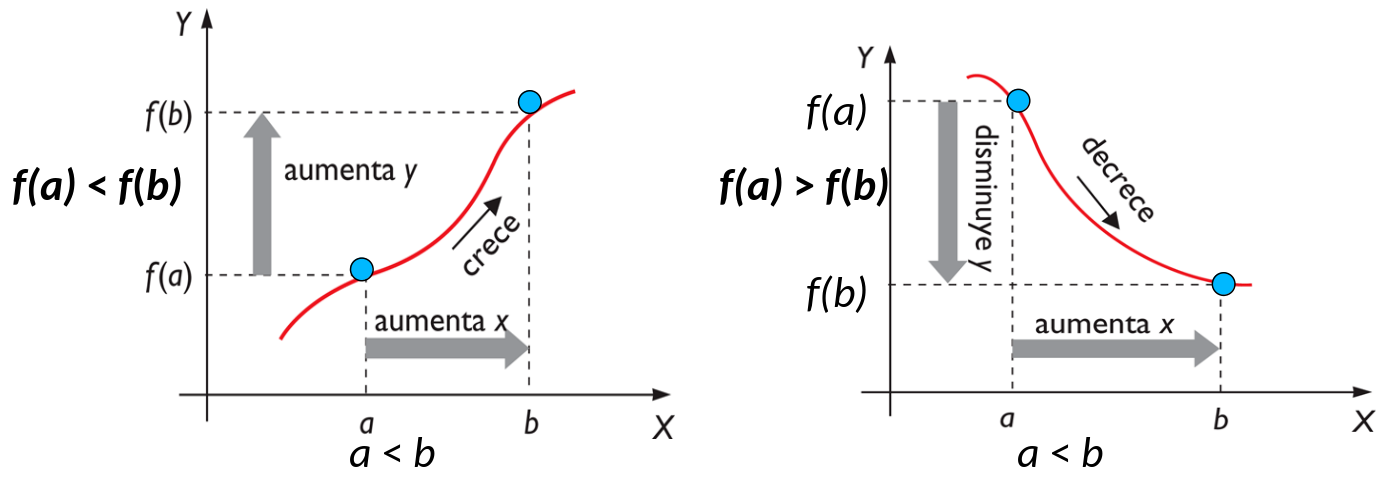 Y
f(b)
aumenta y
f(a) < f(b)
crece
f(a)
aumenta x
a
b
X
a < b
Y
f(a)
disminuye y
decrece
f(a) > f(b)
f(b)
aumenta x
a
b
X
a < b